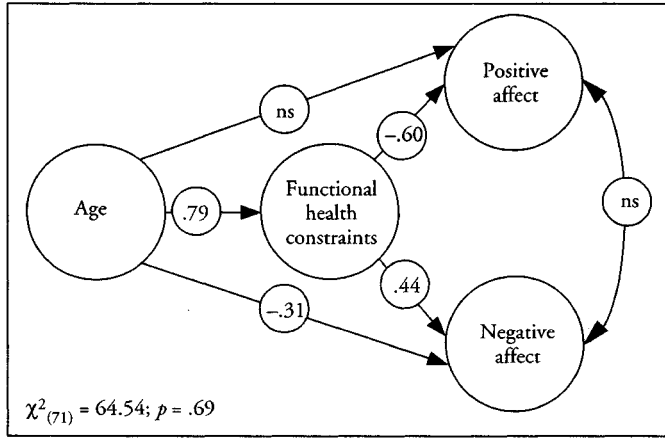 Positive
affect
ns
–.60
Age
.79
Functional
health
constraints
ns
.44
–.31
Negative
affect
χ²(71) = 64.54; p = .69